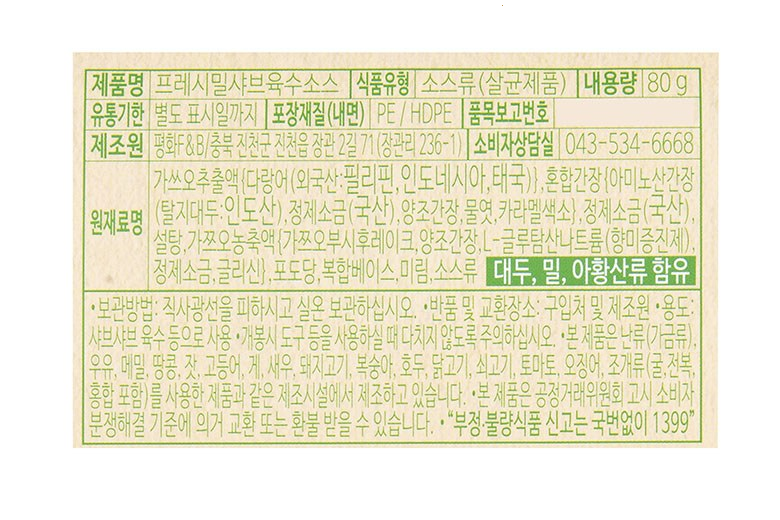 제품명 프레시밀샤브육수소스 식품유형 소스류(살균제품) 내용량 80g
유통기한 별도 표시일까지 포장재질(내면) PE / HDPE 품목보고번호
제조원 평화F&B/충북 진천군 진천읍 장관 2길 71(장관리 236-1) 소비자상담실 043-534-6668
원재료명
가쓰오추출액{다랑어(외국산:필리핀,인도네시아,태국)},혼합간장{아미노산간장
(탈지대두:인도산),정제소금(국산),양조간장,물엿,카라멜색소},정제소금(국산),
설탕,가쯔오농축액{가쯔오부시후레이크,양조간장,L-글루탐산나트륨(향미증진제),
정제소금,글리신},포도당,복합베이스,미림,소스류 대두, 밀, 아황산류 함유
•보관방법: 직사광선을 피하시고 실온 보관하십시오. •반품 및 교환장소: 구입처 및 제조원 •용도:
샤브샤브 육수 등으로 사용 •개봉시 도구 등을 사용하실 때 다치지 않도록 주의하십시오. •본 제품은 난류(가금류),
우유, 메밀, 땅콩, 잣, 고등어, 게, 새우, 돼지고기, 복숭아, 호두, 닭고기, 쇠고기, 토마토, 오징어, 조개류(굴,전복,
홍합 포함)를 사용한 제품과 같은 제조시설에서 제조하고 있습니다. •본 제품은 공정거래위원회 고시 소비자
분쟁해결 기준에 의거 교환 또는 환불 받을 수 있습니다. •“부정·불량식품 신고는 국번없이 1399”